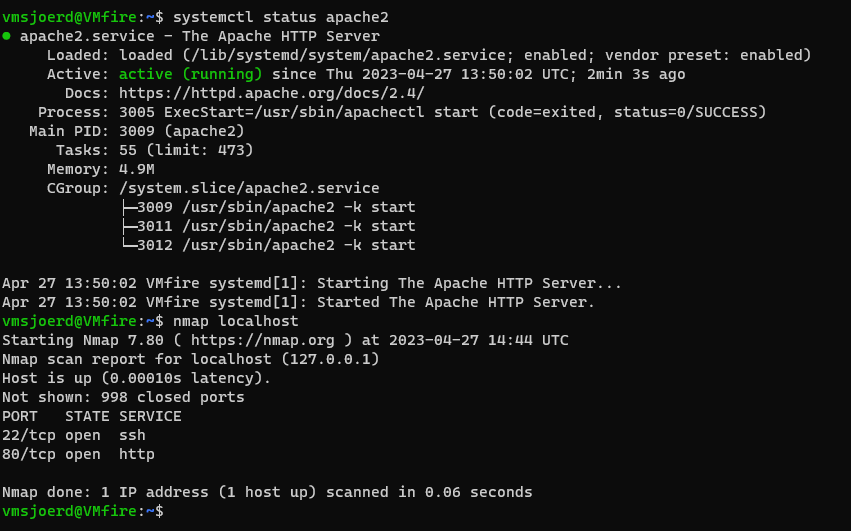 vmsjoerd@VMfire:~$ systemctl status apache2
● apache2.service - The Apache HTTP Server
     Loaded: loaded (/lib/systemd/system/apache2.service; enabled; vendor preset: enabled)
     Active: active (running) since Thu 2023-04-27 13:50:02 UTC; 2min 3s ago
       Docs: https://httpd.apache.org/docs/2.4/
    Process: 3005 ExecStart=/usr/sbin/apachectl start (code=exited, status=0/SUCCESS)
   Main PID: 3009 (apache2)
      Tasks: 55 (limit: 473)
     Memory: 4.9M
     CGroup: /system.slice/apache2.service
             ├─3009 /usr/sbin/apache2 -k start
             ├─3011 /usr/sbin/apache2 -k start
             └─3012 /usr/sbin/apache2 -k start

Apr 27 13:50:02 VMfire systemd[1]: Starting The Apache HTTP Server...
Apr 27 13:50:02 VMfire systemd[1]: Started The Apache HTTP Server.
vmsjoerd@VMfire:~$ nmap localhost
Starting Nmap 7.80 ( https://nmap.org ) at 2023-04-27 14:44 UTC
Nmap scan report for localhost (127.0.0.1)
Host is up (0.00010s latency).
Not shown: 998 closed ports
PORT   STATE SERVICE
22/tcp open  ssh
80/tcp open  http

Nmap done: 1 IP address (1 host up) scanned in 0.06 seconds
vmsjoerd@VMfire:~$